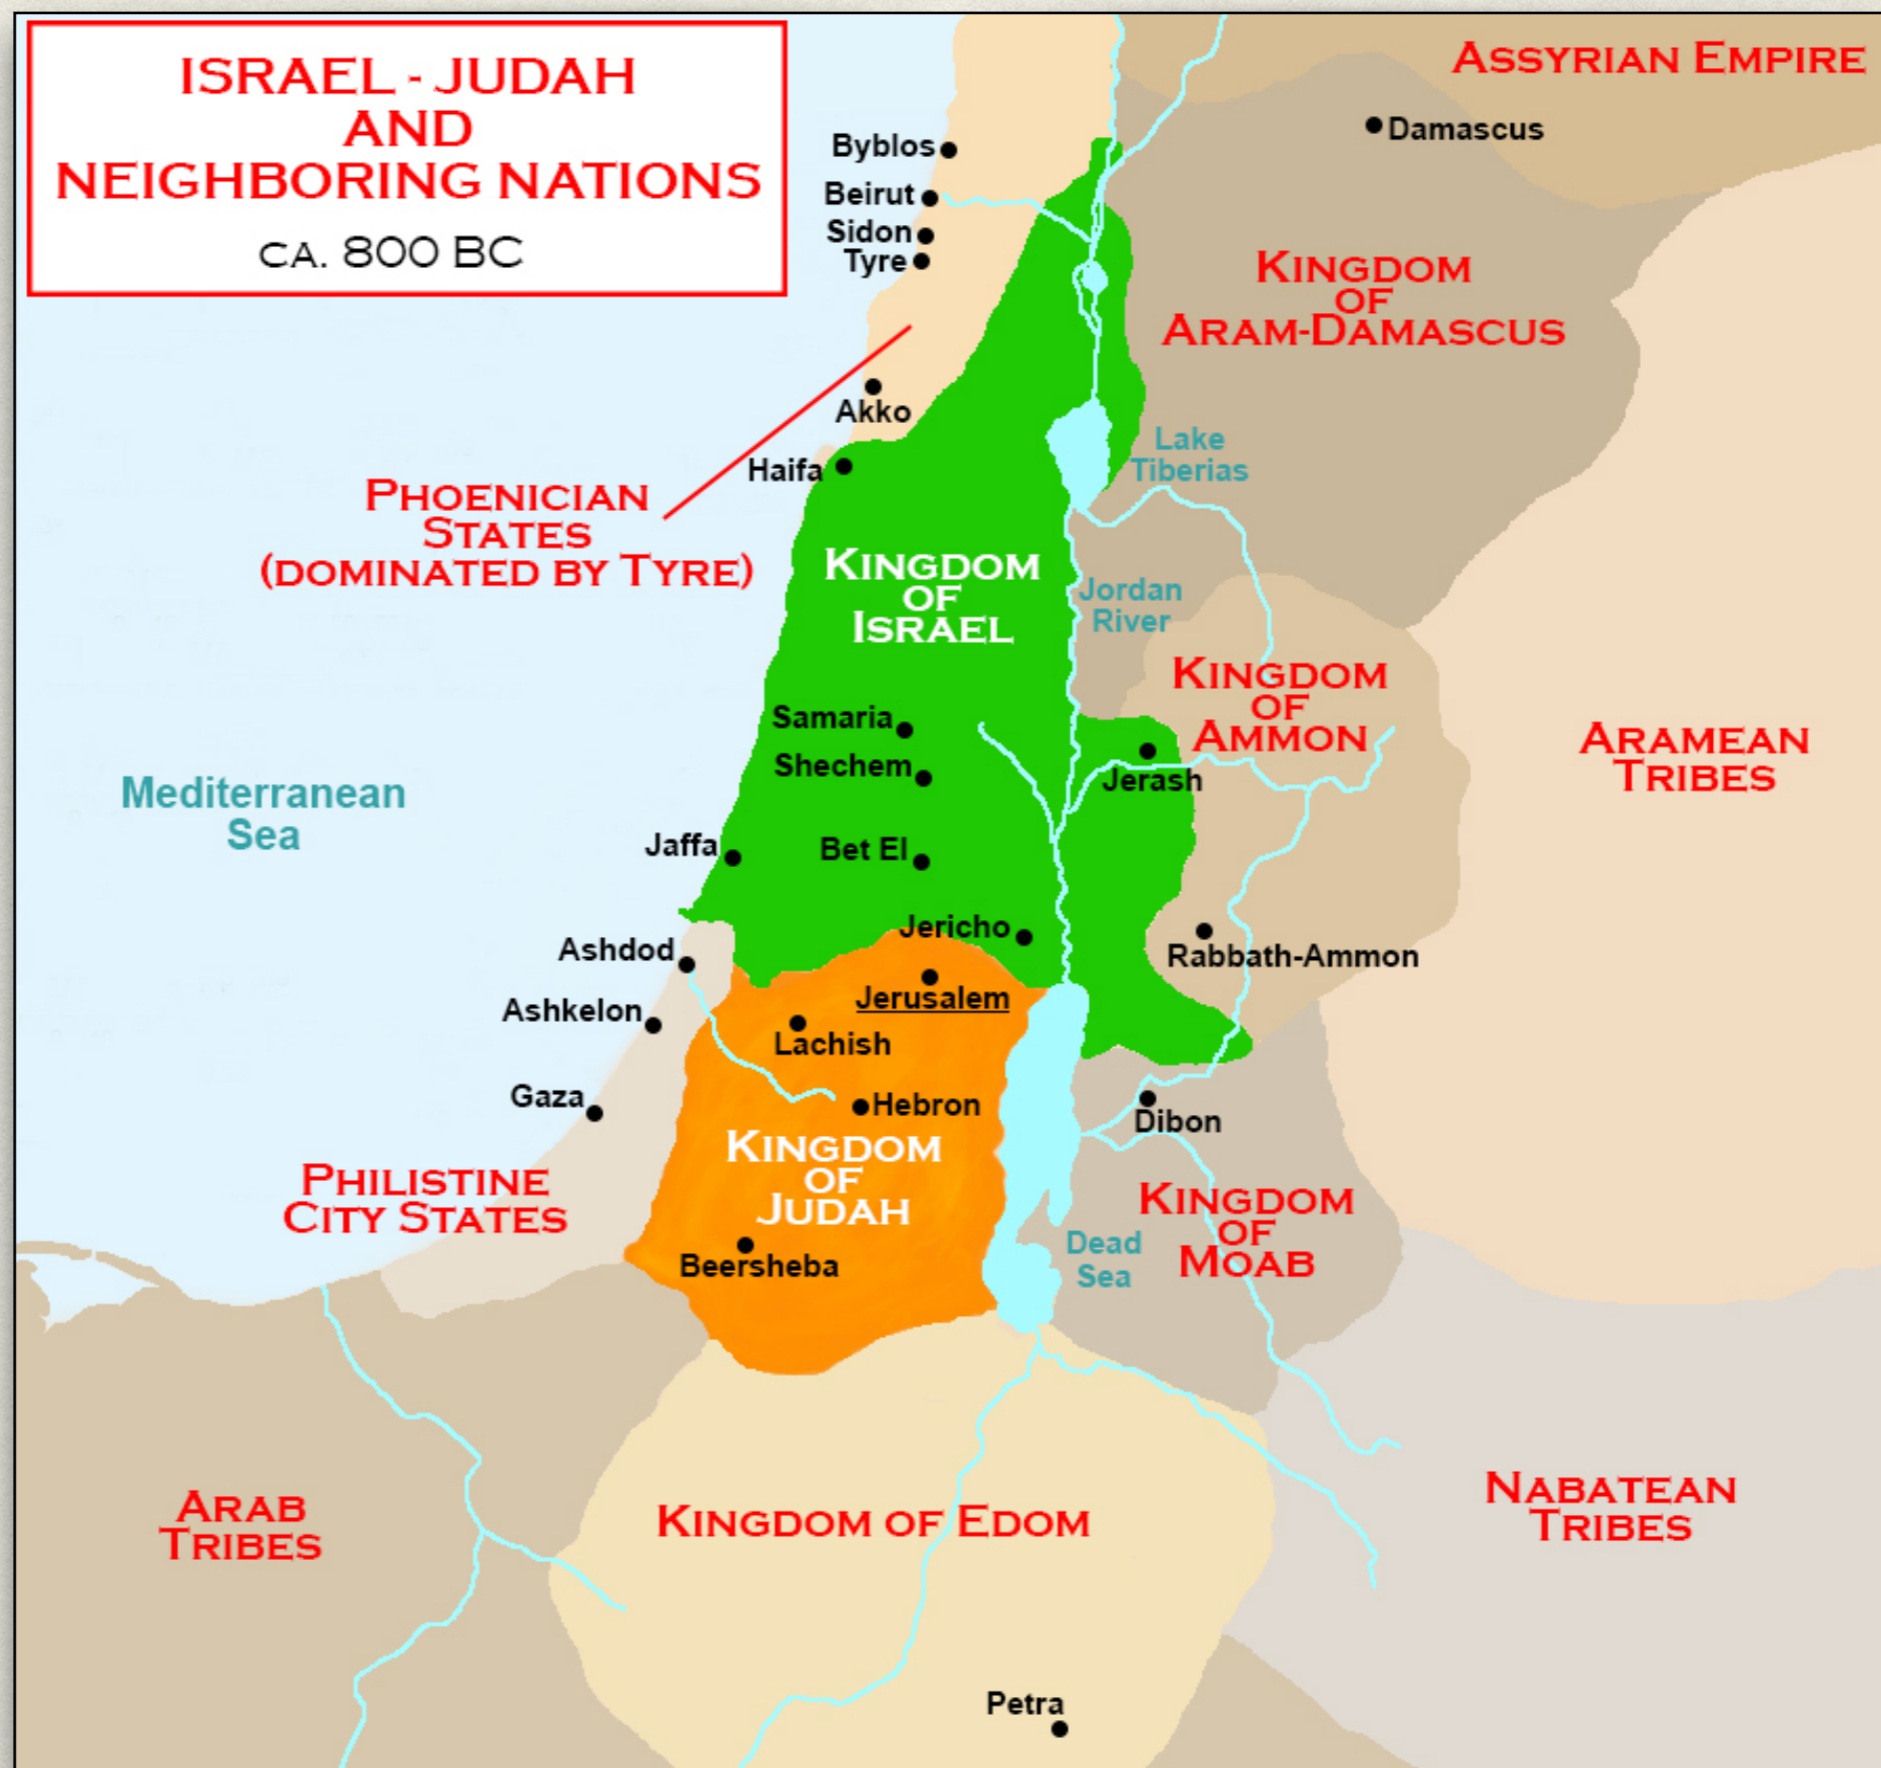 ISRAEL - JUDAH
AND
NEIGHBORING NATIONS
CA. 800 BC
ASSYRIAN EMPIRE
Damascus
Byblos
Beirut
Sidon
Tyre
KINGDOM
OF
ARAM-DAMASCUS
Akko
Lake
Tiberias
Haifa
PHOENICIAN
STATES
(DOMINATED BY TYRE)
KINGDOM
OF
ISRAEL
Jordan
River
KINGDOM
OF
AMMON
ARAMEAN
TRIBES
Samaria
Shechem
Jerash
Mediterranean
Sea
Jaffa
Bet El
Jericho
Rabbath-Ammon
Ashdod
Jerusalem
Ashkelon
Lachish
Gaza
Hebron
Dibon
KINGDOM
OF
JUDAH
PHILISTINE
CITY STATES
KINGDOM
OF
MOAB
Dead
Sea
Beersheba
ARAB
TRIBES
KINGDOM OF EDOM
NABATEAN
TRIBES
Petra